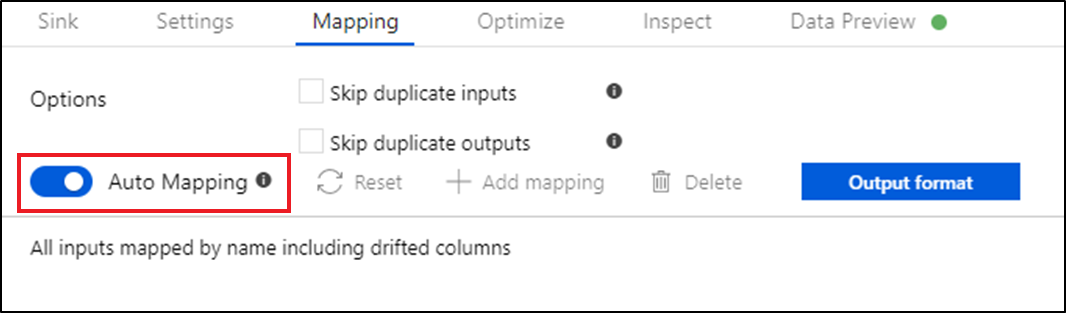 Sink Settings Mapping Optimize Inspect Data Preview
Options
Skip duplicate inputs
Skip duplicate outputs
Auto Mapping Reset Add mapping Delete Output format
All inputs mapped by name including drifted columns